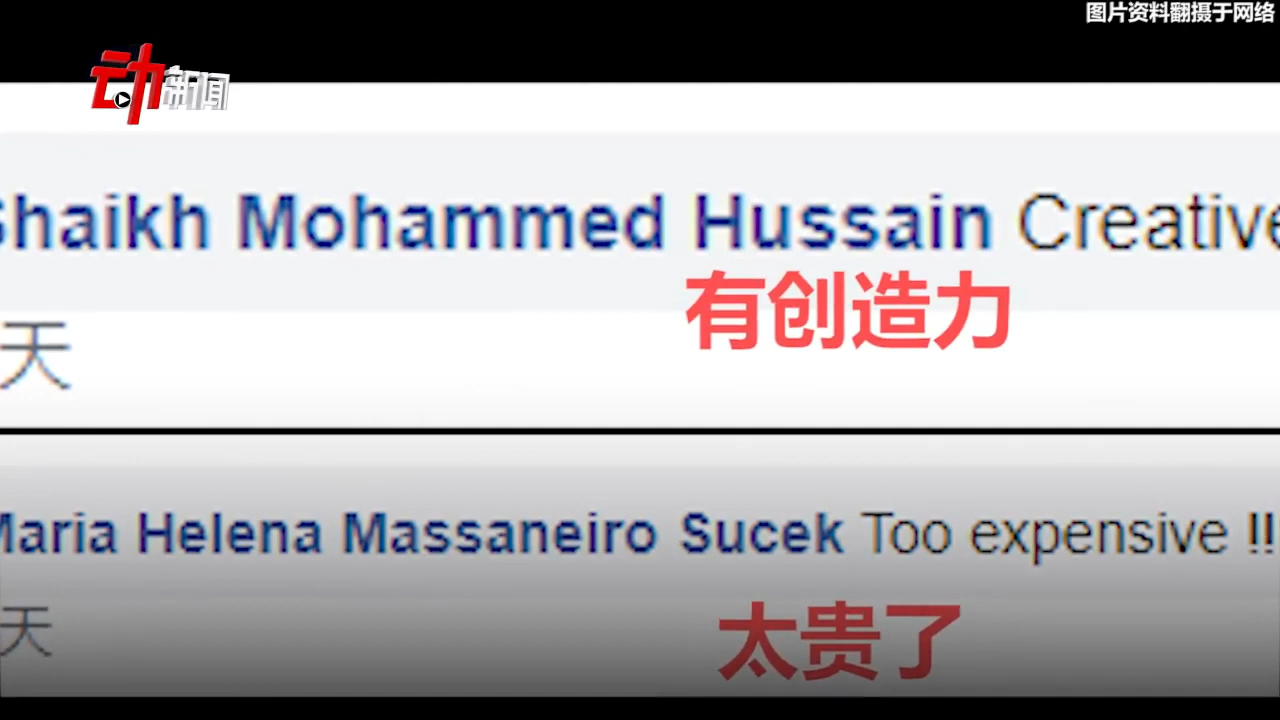 图片资料翻摄于网络
动新闻
Shaikh Mohammed Hussain Creative
有创造力
天
Maria Helena Massaneiro Sucek Too expensive !!
太贵了
天